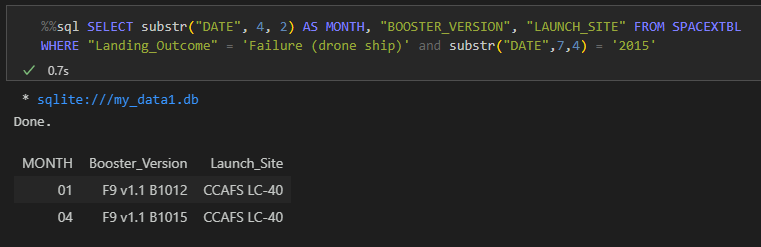 %%sql SELECT substr("DATE", 4, 2) AS MONTH, "BOOSTER_VERSION", "LAUNCH_SITE" FROM SPACEXTBL
WHERE "Landing_Outcome" = 'Failure (drone ship)' and substr("DATE",7,4) = '2015'
✓ 0.7s
* sqlite:///my_data1.db
Done.
MONTH Booster_Version Launch_Site
01 F9 v1.1 B1012 CCAFS LC-40
04 F9 v1.1 B1015 CCAFS LC-40